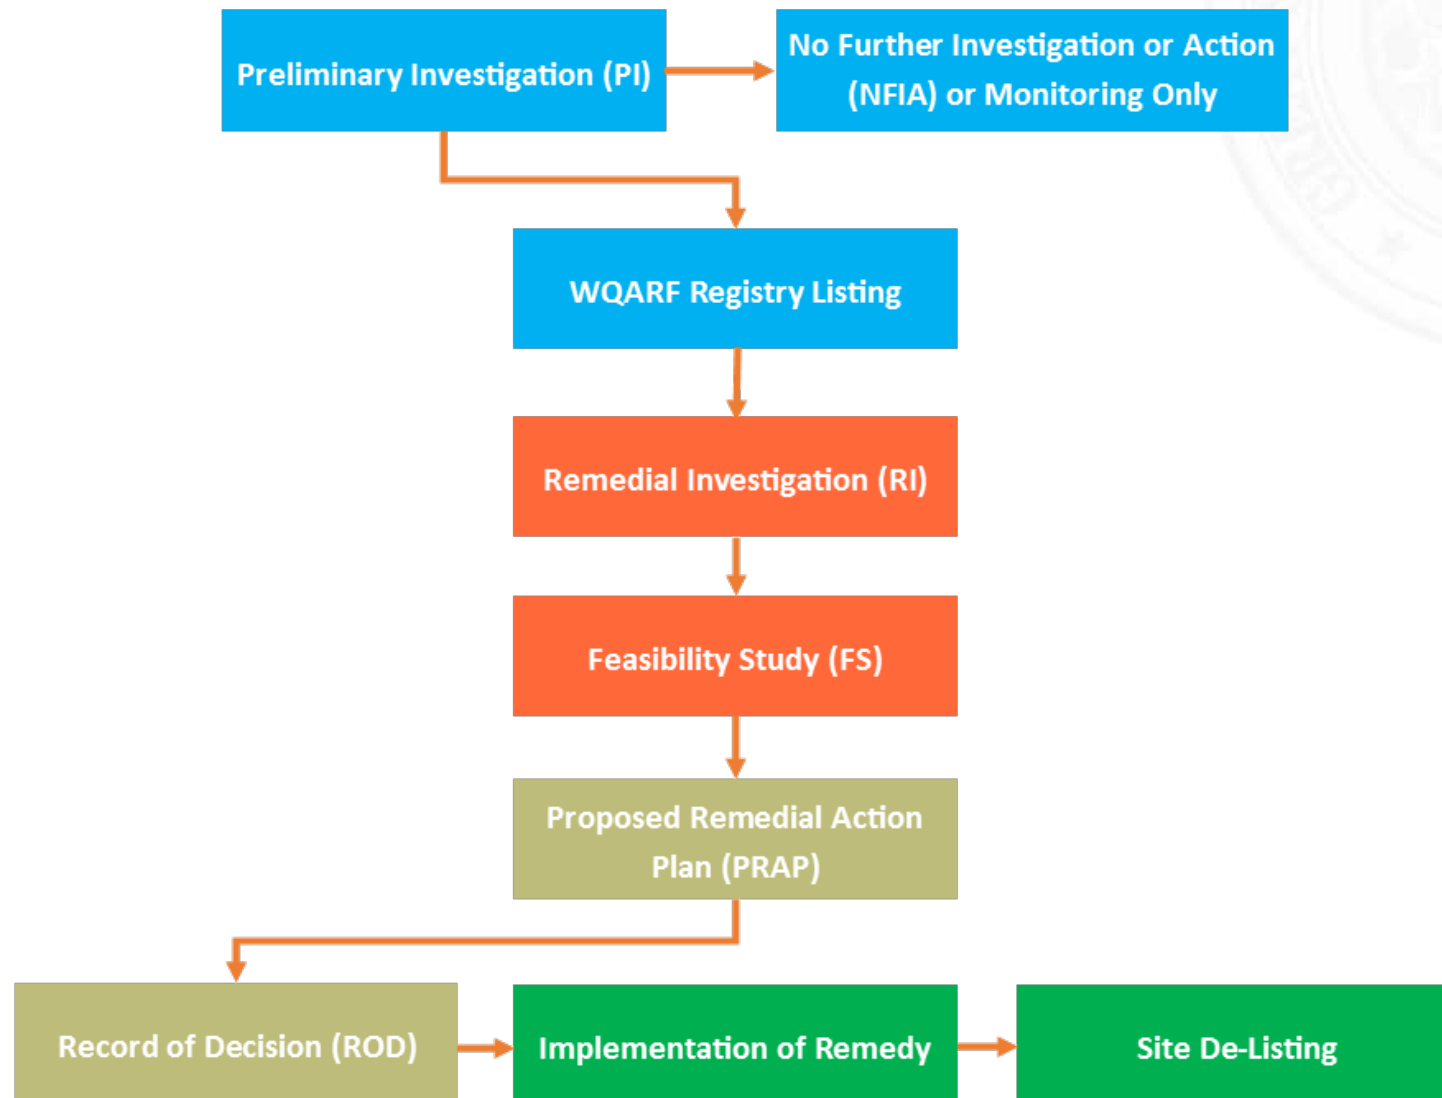 Preliminary Investigation (PI)
No Further Investigation or Action
(NFIA) or Monitoring Only
WQARF Registry Listing
Remedial Investigation (RI)
Feasibility Study (FS)
Proposed Remedial Action
Plan (PRAP)
Record of Decision (ROD)
Implementation of Remedy
Site De-Listing